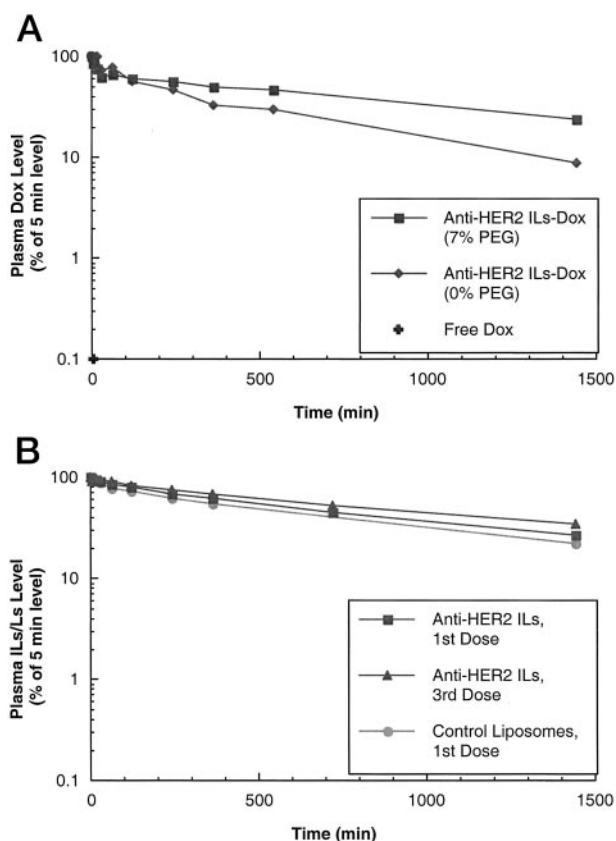 A
Plasma Dox Level
(% of 5 min level)
100
10
1
0.1
0
500
1000
1500
Time (min)
Anti-HER2 ILs-Dox
(7% PEG)
Anti-HER2 ILs-Dox
(0% PEG)
Free Dox
B
Plasma ILs/Ls Level
(% of 5 min level)
100
10
1
0.1
0
500
1000
1500
Time (min)
Anti-HER2 ILs,
1st Dose
Anti-HER2 ILs,
3rd Dose
Control Liposomes,
1st Dose